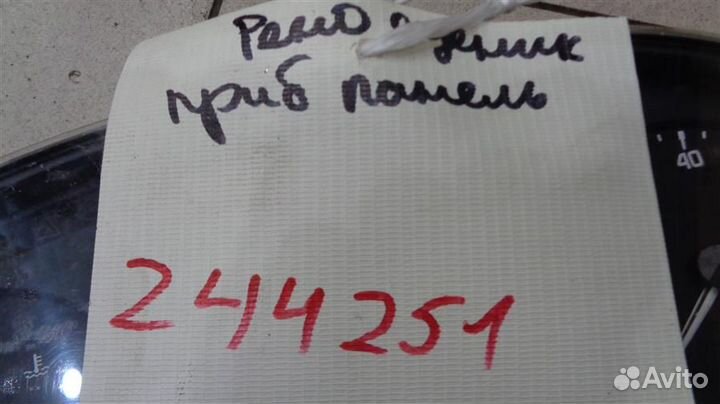 Рено
приб панель
40
244251
Avito